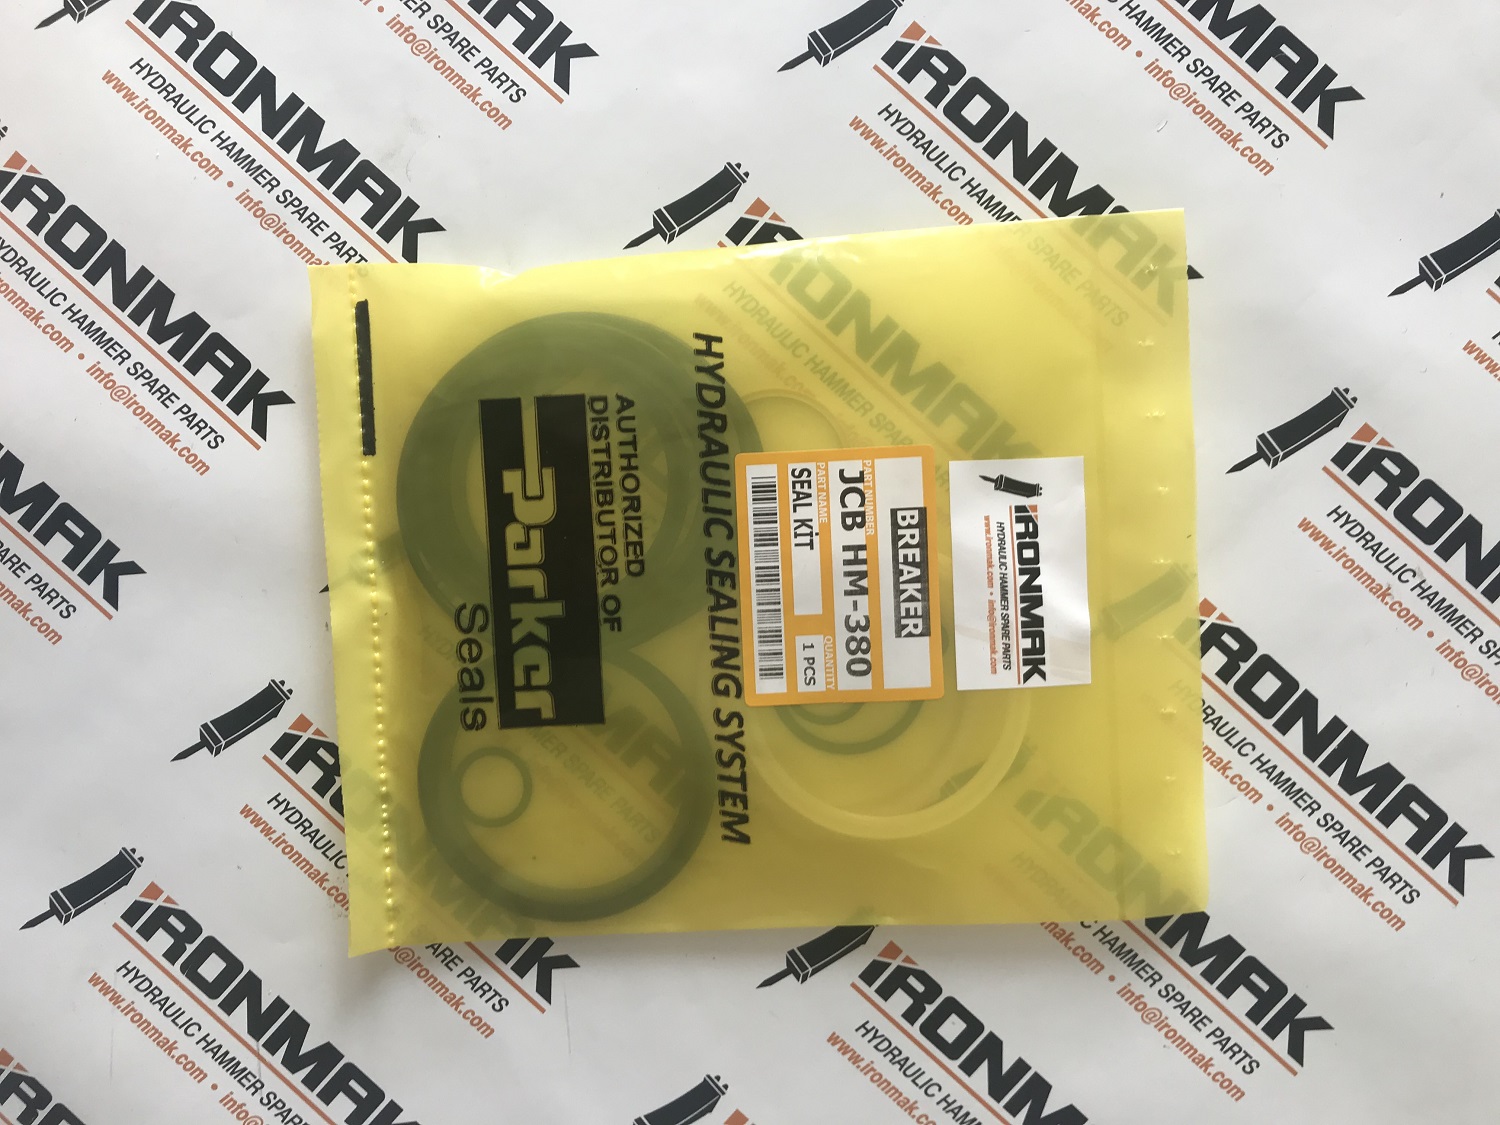 IRONMAK
HYDRAULIC HAMMER SPARE PARTS
www.ironmak.com • info@ironmak.com
BREAKER
PART NUMBER
JCB HM-380
PART NAME
QUANTITY
SEAL KİT
1 PCS
HYDRAULIC SEALING SYSTEM
AUTHORIZED
DISTRIBUTOR OF
Parker
Seals
IRONMAK
HYDRAULIC HAMMER SPARE PARTS
www.ironmak.com • info@ironmak.com